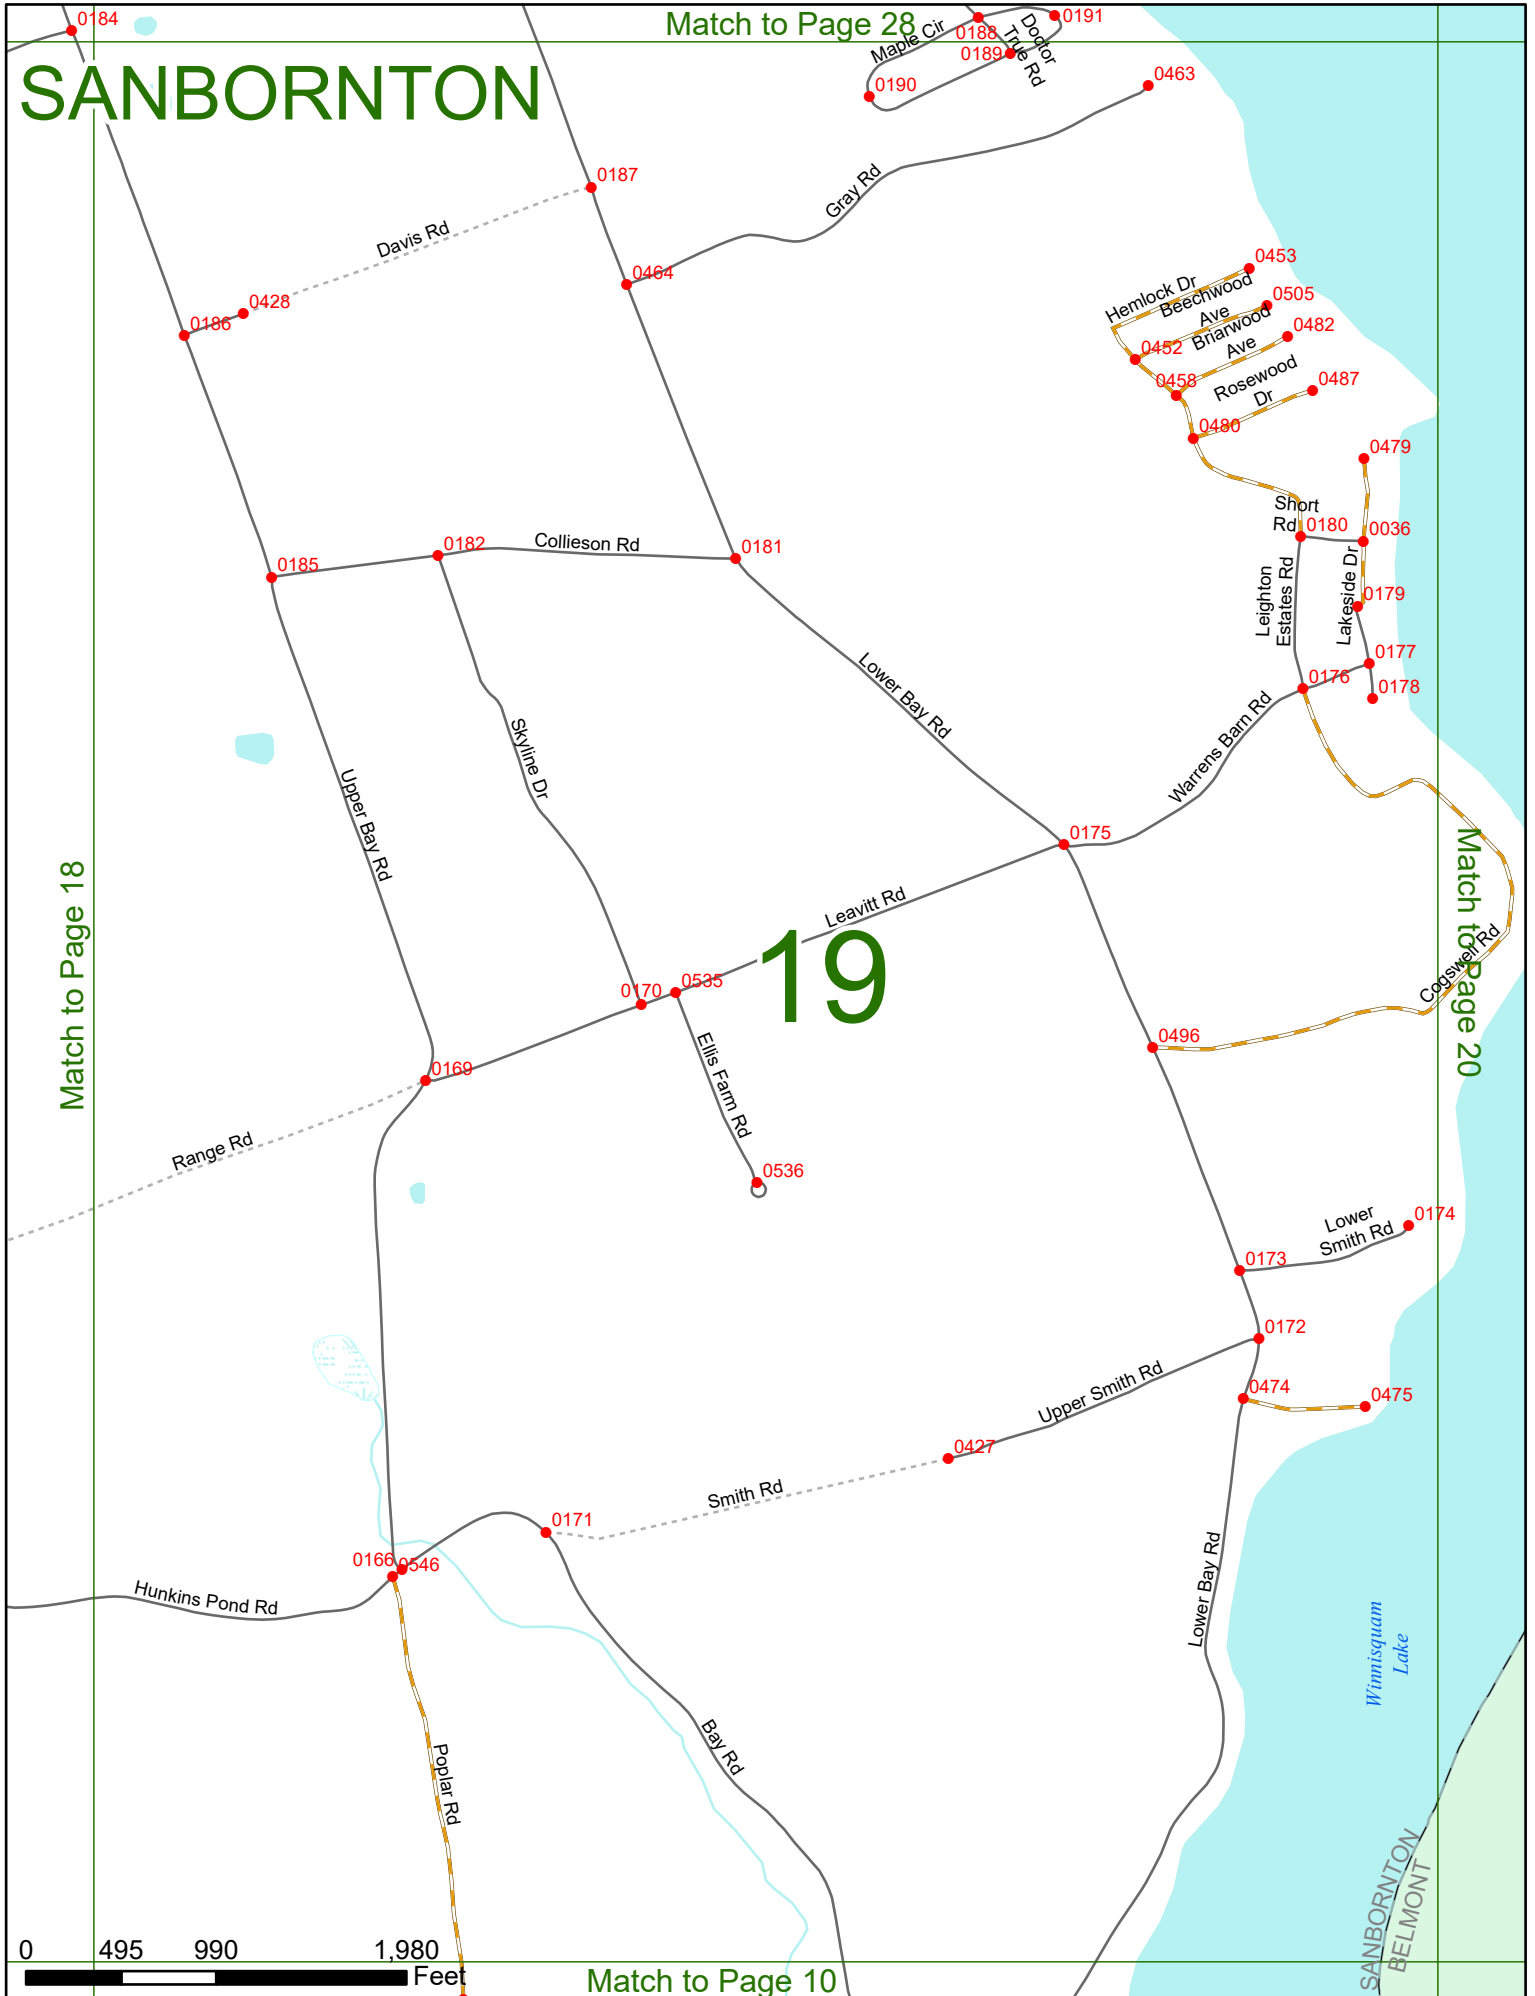 Match to Page 28
0184
0188
0191
Maple Cir
Doctor
True Rd
0189
0190
0463
SANBORNTON
0187
Gray Rd
Davis Rd
0464
0428
0186
0453
Hemlock Dr
Beechwood
Ave
0505
Briarwood
Ave
0482
0452
0458
Rosewood
Dr
0487
0480
0479
Short
Rd
0180
0036
0182
Collieson Rd
0181
0185
Leighton
Estates Rd
Lakeside Dr
0179
0177
0176
0178
Lower Bay Rd
Warrens Barn Rd
Skyline Dr
Upper Bay Rd
0175
Match to Page 18
Match to Page 20
Leavitt Rd
19
Cogswell Rd
0170
0535
0496
Ellis Farm Rd
0169
Range Rd
0536
Lower
Smith Rd
0174
0173
0172
Upper Smith Rd
0474
0475
0427
Smith Rd
0171
0166
0546
Hunkins Pond Rd
Lower Bay Rd
Winnisquam
Lake
Bay Rd
Poplar Rd
SANBORNTON
BELMONT
0 495 990 1,980
Feet
Match to Page 10